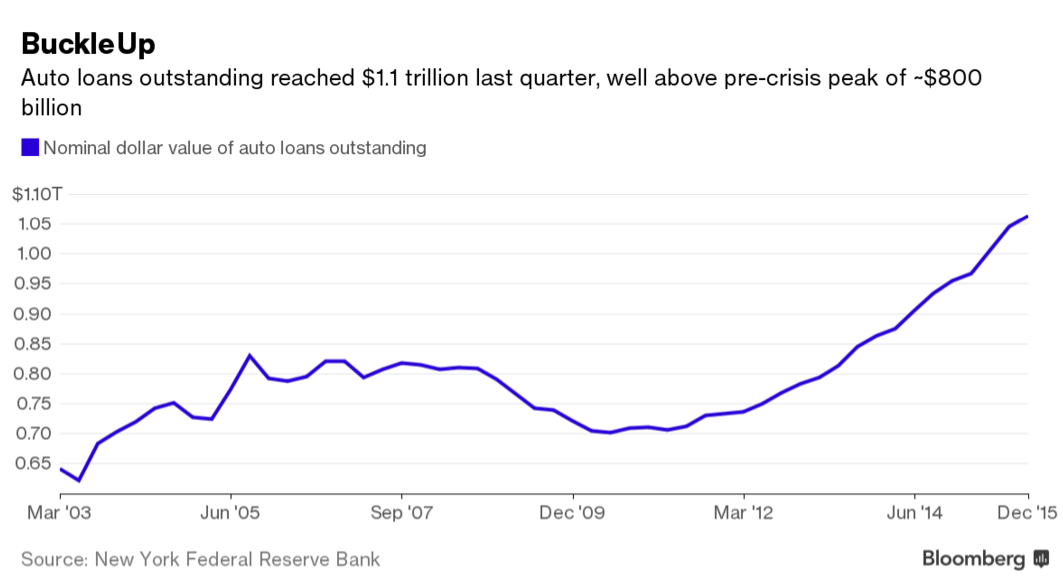 BuckleUp
Auto loans outstanding reached $1.1 trillion last quarter, well above pre-crisis peak of ~$800
billion
Nominal dollar value of auto loans outstanding
$1.10T
1.05
1.00
0.95
0.90
0.85
0.80
0.75
0.70
0.65
Mar '03 Jun '05 Sep '07 Dec '09 Mar '12 Jun '14 Dec '15
Source: New York Federal Reserve Bank Bloomberg